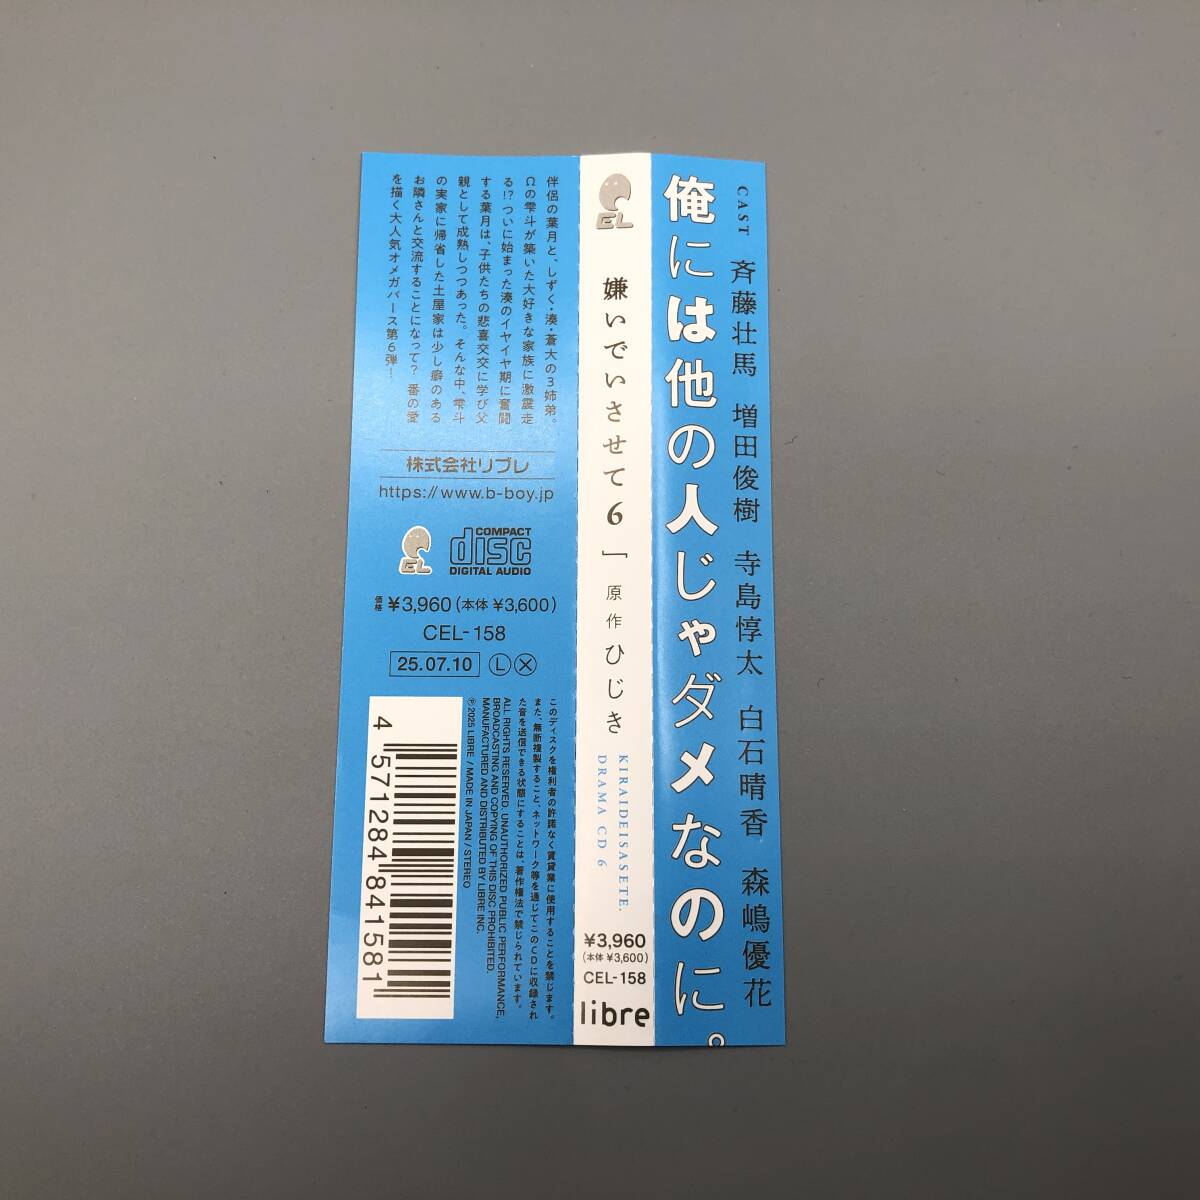 CAST 斉藤壮馬 増田俊樹 寺島惇太 白石晴香 森嶋優花
俺には他の人じゃダメなのに。
EL
嫌いでいさせて6
原作 ひじき
KIRAIDEISASETE.
DRAMA CD 6
¥3,960
(本体 ¥3,600)
CEL-158
libre
伴侶の葉月と、しずく・湊・蒼大の3姉弟。
Ωの雫斗が築いた大好きな家族に激震走
る!? ついに始まった湊のイヤイヤ期に奮闘
する葉月は、子供たちの悲喜交交に学び父
親として成熟しつつあった。そんな中、雫斗
の実家に帰省した土屋家は少し癖のある
お隣さんと交流することになって? 番の愛
を描く大人気オメガバース第6弾!
株式会社リブレ
https://www.b-boy.jp
EL
COMPACT
disc
DIGITAL AUDIO
価格 ¥3,960(本体 ¥3,600)
CEL-158
25.07.10 L X
このディスクを権利者の許諾なく賃貸業に使用することを禁じます。
また、無断複製すること、ネットワーク等を通じてこのCDに収録され
た音を送信できる状態にすることは、著作権法で禁じられています。
ALL RIGHTS RESERVED. UNAUTHORIZED PUBLIC PERFORMANCE,
BROADCASTING AND COPYING OF THIS DISC PROHIBITED.
MANUFACTURED AND DISTRIBUTED BY LIBRE INC.
Ⓟ2025 LIBRE / MADE IN JAPAN / STEREO
4 571284 841581